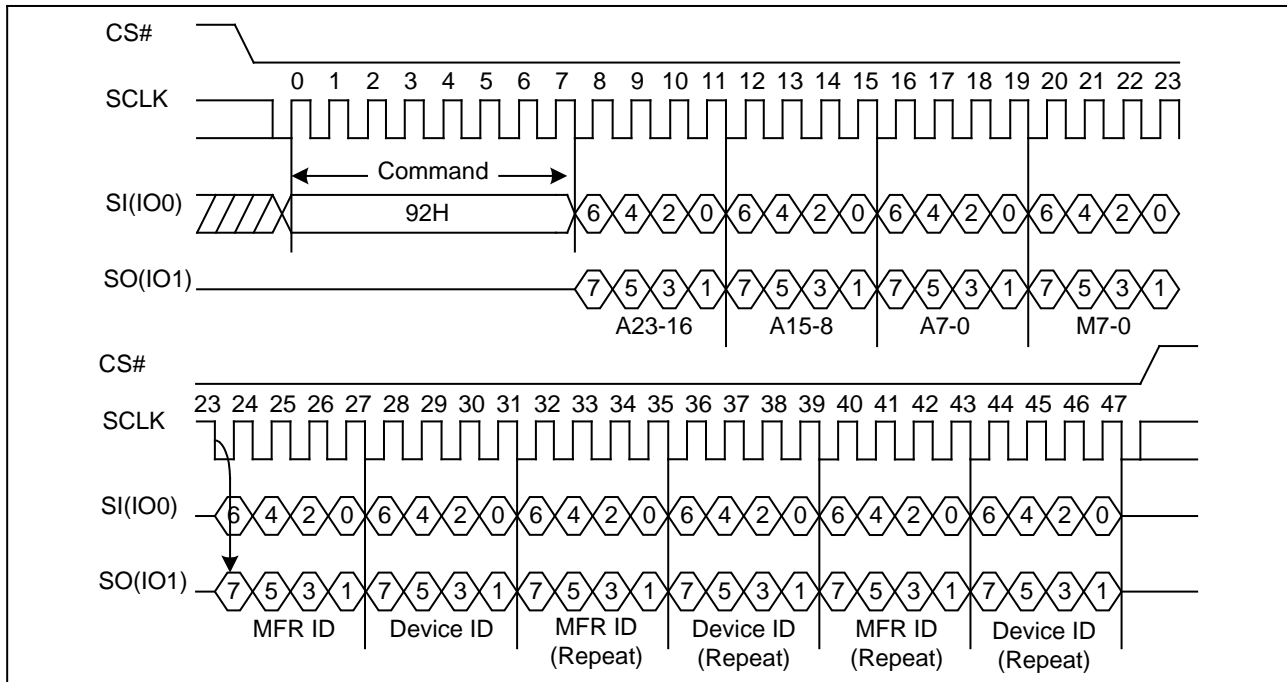 CS#
0 1 2 3 4 5 6 7 8 9 10 11 12 13 14 15 16 17 18 19 20 21 22 23
SCLK
Command
SI(IO0)
92H
6 4 2 0 6 4 2 0 6 4 2 0 6 4 2 0
SO(IO1)
7 5 3 1 7 5 3 1 7 5 3 1 7 5 3 1
A23-16 A15-8 A7-0 M7-0
CS#
23 24 25 26 27 28 29 30 31 32 33 34 35 36 37 38 39 40 41 42 43 44 45 46 47
SCLK
SI(IO0)
6 4 2 0 6 4 2 0 6 4 2 0 6 4 2 0 6 4 2 0 6 4 2 0
SO(IO1)
7 5 3 1 7 5 3 1 7 5 3 1 7 5 3 1 7 5 3 1 7 5 3 1
MFR ID Device ID MFR ID Device ID MFR ID Device ID
(Repeat) (Repeat) (Repeat) (Repeat)